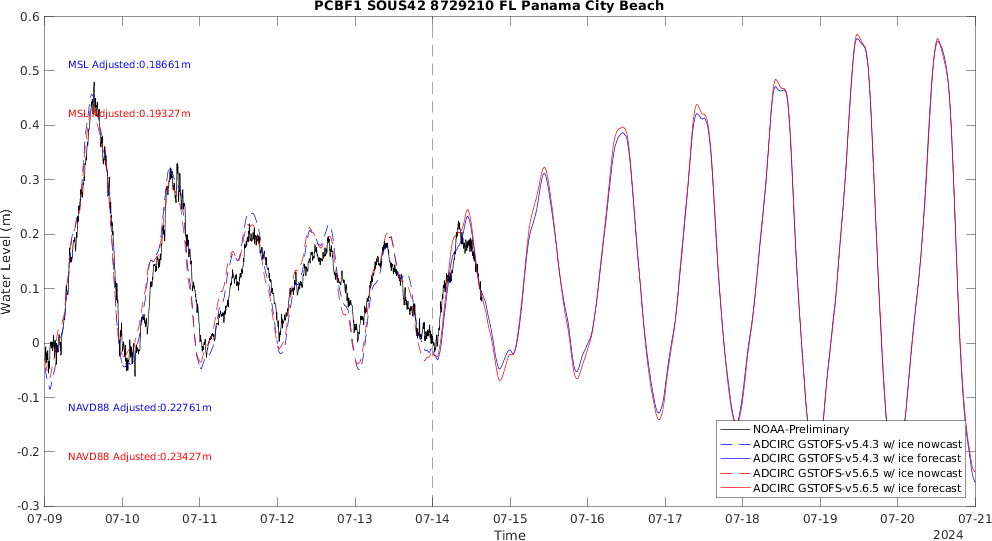 PCBF1 SOUS42 8729210 FL Panama City Beach
0.6
0.5
0.4
0.3
0.2
0.1
0
-0.1
-0.2
-0.3
Water Level (m)
MSL Adjusted:0.18661m
MSL Adjusted:0.19327m
NAVD88 Adjusted:0.22761m
NAVD88 Adjusted:0.23427m
NOAA-Preliminary
ADCIRC GSTOFS-v5.4.3 w/ ice nowcast
ADCIRC GSTOFS-v5.4.3 w/ ice forecast
ADCIRC GSTOFS-v5.6.5 w/ ice nowcast
ADCIRC GSTOFS-v5.6.5 w/ ice forecast
07-09 07-10 07-11 07-12 07-13 07-14 07-15 07-16 07-17 07-18 07-19 07-20 07-21
Time 2024